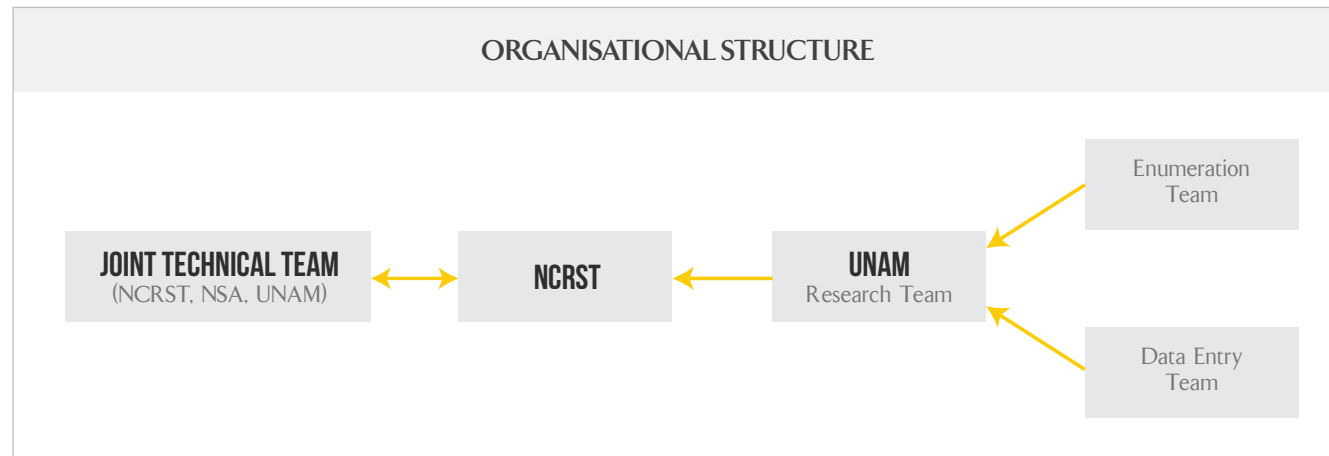 ORGANISATIONAL STRUCTURE
JOINT TECHNICAL TEAM
(NCRST, NSA, UNAM)
NCRST
UNAM
Research Team
Enumeration
Team
Data Entry
Team